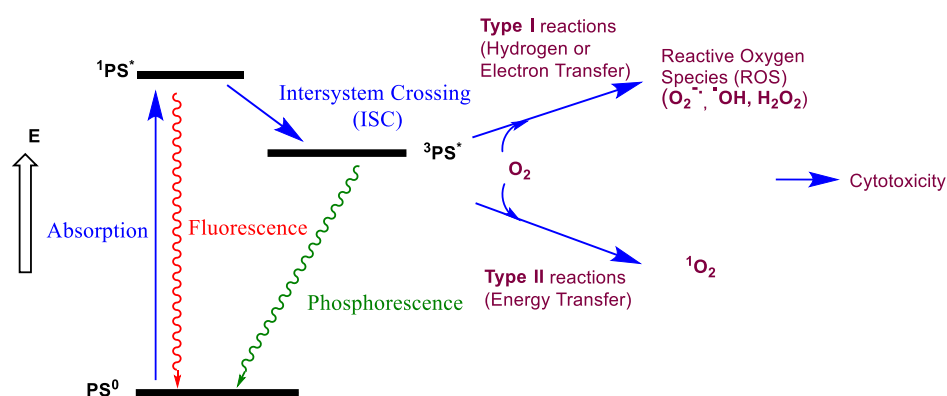 Type I reactions
(Hydrogen or
Electron Transfer)
Reactive Oxygen
Species (ROS)
(O₂⁻·, ·OH, H₂O₂)
¹PS*
Intersystem Crossing
(ISC)
³PS*
E
O₂
Cytotoxicity
Absorption
Fluorescence
¹O₂
Type II reactions
(Energy Transfer)
Phosphorescence
PS⁰